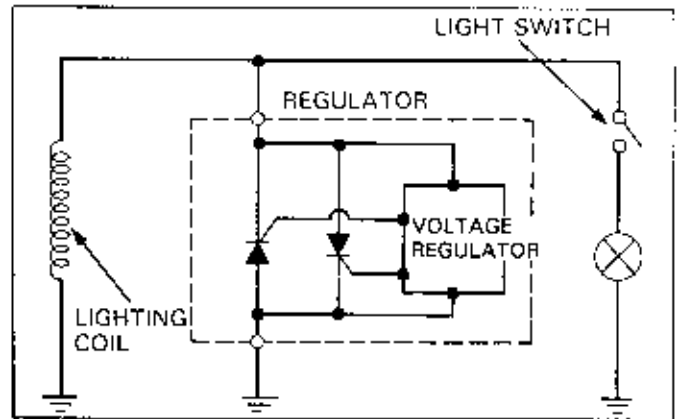 LIGHT SWITCH
REGULATOR
VOLTAGE
REGULATOR
LIGHTING
COIL